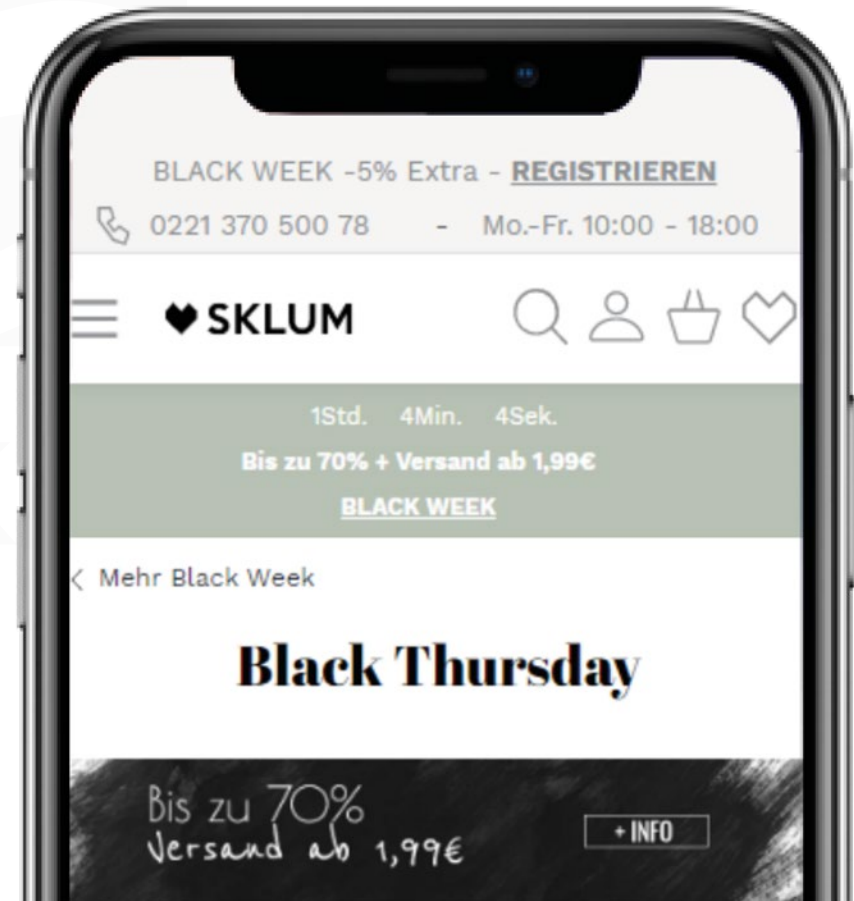 BLACK WEEK -5% Extra - REGISTRIEREN
0221 370 500 78 - Mo.-Fr. 10:00 - 18:00
SKLUM
1Std. 4Min. 4Sek.
Bis zu 70% + Versand ab 1,99€
BLACK WEEK
< Mehr Black Week
Black Thursday
Bis zu 70%
Versand ab 1,99€
+ INFO